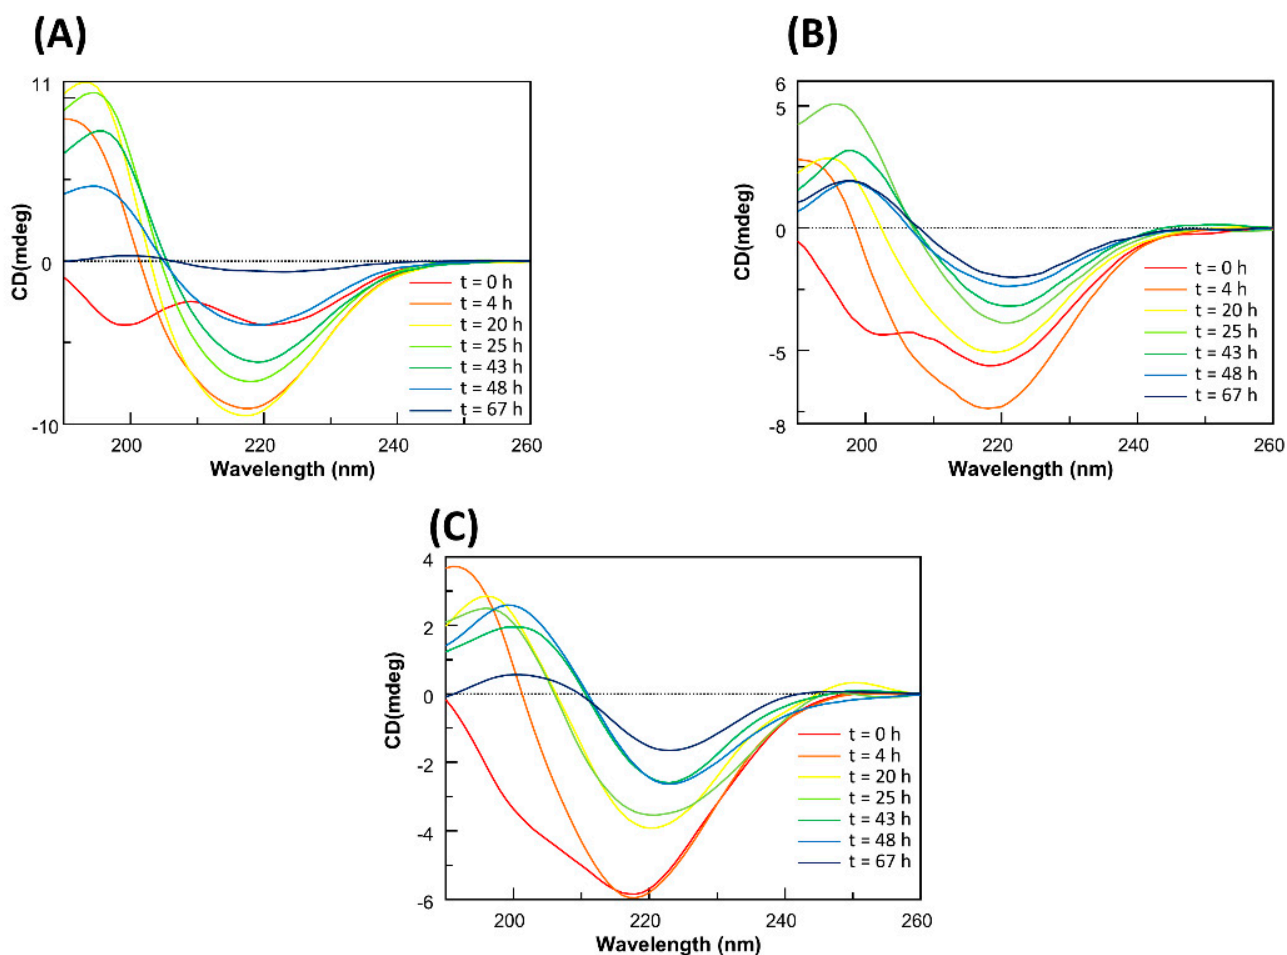 (A)
11
0
-10
CD(mdeg)
200
220
240
260
Wavelength (nm)
t = 0 h
t = 4 h
t = 20 h
t = 25 h
t = 43 h
t = 48 h
t = 67 h
(B)
6
5
0
-5
-8
CD(mdeg)
200
220
240
260
Wavelength (nm)
t = 0 h
t = 4 h
t = 20 h
t = 25 h
t = 43 h
t = 48 h
t = 67 h
(C)
4
2
0
-2
-4
-6
CD(mdeg)
200
220
240
260
Wavelength (nm)
t = 0 h
t = 4 h
t = 20 h
t = 25 h
t = 43 h
t = 48 h
t = 67 h